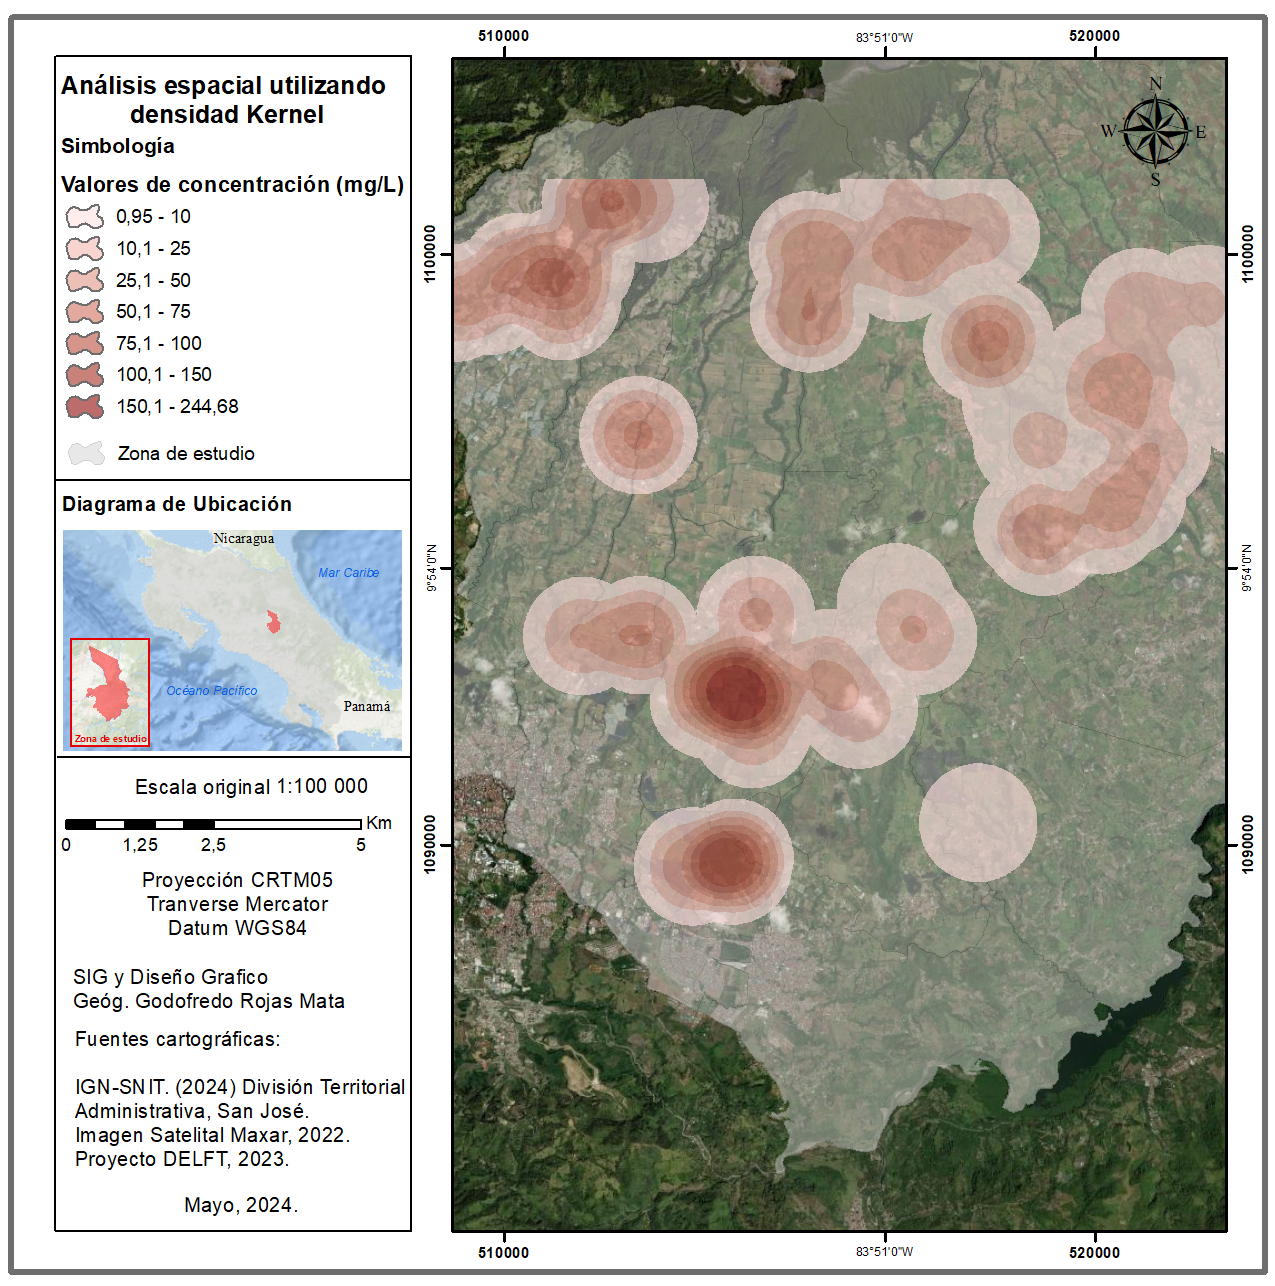 Análisis espacial utilizando
densidad Kernel
Simbología
Valores de concentración (mg/L)
0,95 - 10
10,1 - 25
25,1 - 50
50,1 - 75
75,1 - 100
100,1 - 150
150,1 - 244,68
Zona de estudio
Diagrama de Ubicación
Nicaragua
Mar Caribe
Océano Pacífico
Panamá
Zona de estudio
Escala original 1:100 000
Km
0 1,25 2,5 5
Proyección CRTM05
Tranverse Mercator
Datum WGS84
SIG y Diseño Grafico
Geóg. Godofredo Rojas Mata
Fuentes cartográficas:
IGN-SNIT. (2024) División Territorial
Administrativa, San José.
Imagen Satelital Maxar, 2022.
Proyecto DELFT, 2023.
Mayo, 2024.
510000 83°51'0"W 520000
N
W E
S
1100000 1100000
9°54'0"N 9°54'0"N
1090000 1090000
510000 83°51'0"W 520000